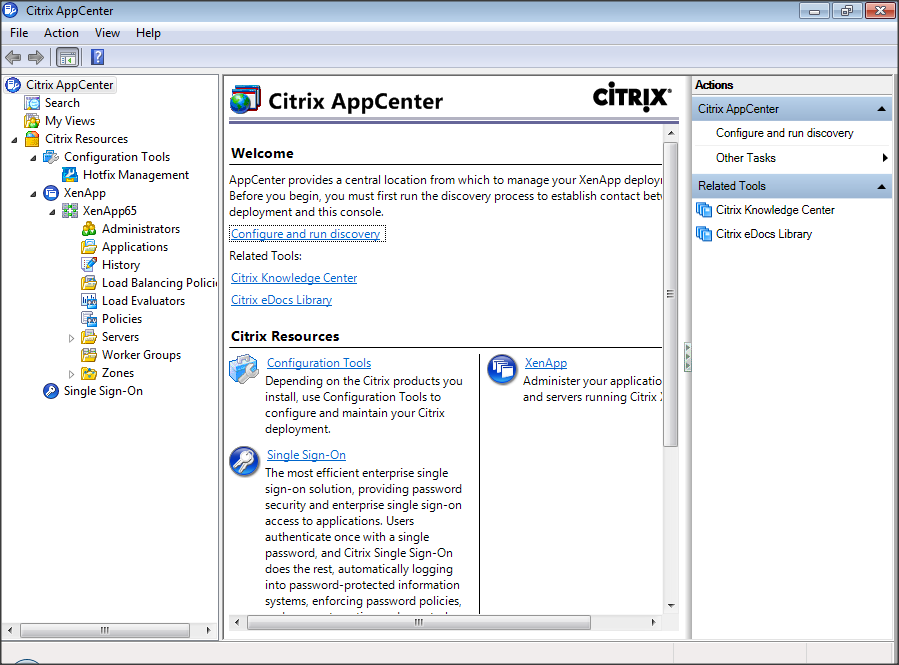 Citrix AppCenter
File Action View Help
Citrix AppCenter
Search
My Views
Citrix Resources
Configuration Tools
Hotfix Management
XenApp
XenApp65
Administrators
Applications
History
Load Balancing Polici
Load Evaluators
Policies
Servers
Worker Groups
Zones
Single Sign-On
Citrix AppCenter
CİTRIX
Welcome
AppCenter provides a central location from which to manage your XenApp deployı
Before you begin, you must first run the discovery process to establish contact bet
deployment and this console.
Configure and run discovery
Related Tools:
Citrix Knowledge Center
Citrix eDocs Library
Citrix Resources
Configuration Tools
Depending on the Citrix products you
install, use Configuration Tools to
configure and maintain your Citrix
deployment.
Single Sign-On
The most efficient enterprise single
sign-on solution, providing password
security and enterprise single sign-on
access to applications. Users
authenticate once with a single
password, and Citrix Single Sign-On
does the rest, automatically logging
into password-protected information
systems, enforcing password policies,
XenApp
Administer your applicatio
and servers running Citrix
Actions
Citrix AppCenter
Configure and run discovery
Other Tasks
Related Tools
Citrix Knowledge Center
Citrix eDocs Library